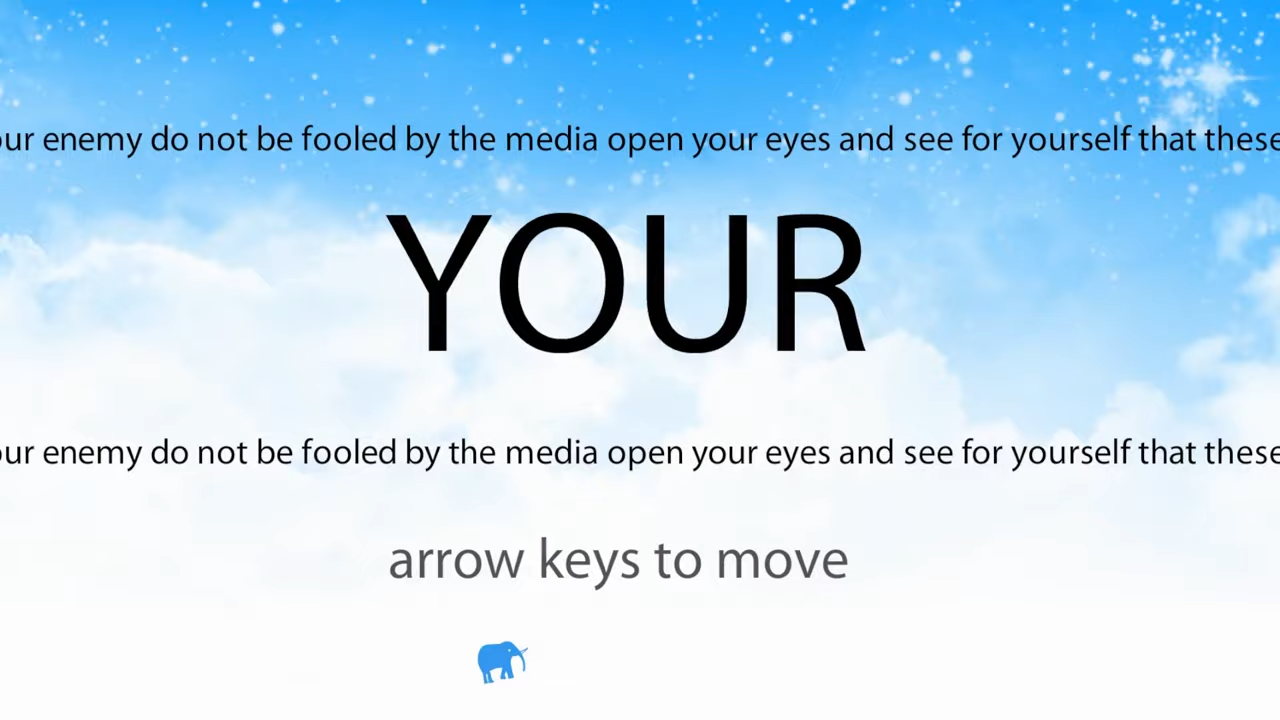 our enemy do not be fooled by the media open your eyes and see for yourself that these
YOUR
our enemy do not be fooled by the media open your eyes and see for yourself that these
arrow keys to move